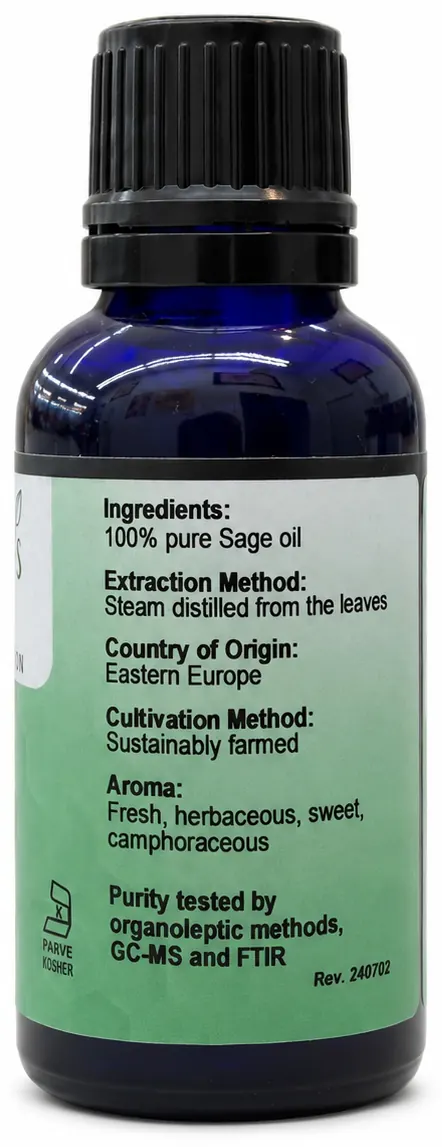 S
ON
Ingredients:
100% pure Sage oil
Extraction Method:
Steam distilled from the leaves
Country of Origin:
Eastern Europe
Cultivation Method:
Sustainably farmed
Aroma:
Fresh, herbaceous, sweet,
camphoraceous
K
PARVE
KOSHER
Purity tested by
organoleptic methods,
GC-MS and FTIR
Rev. 240702